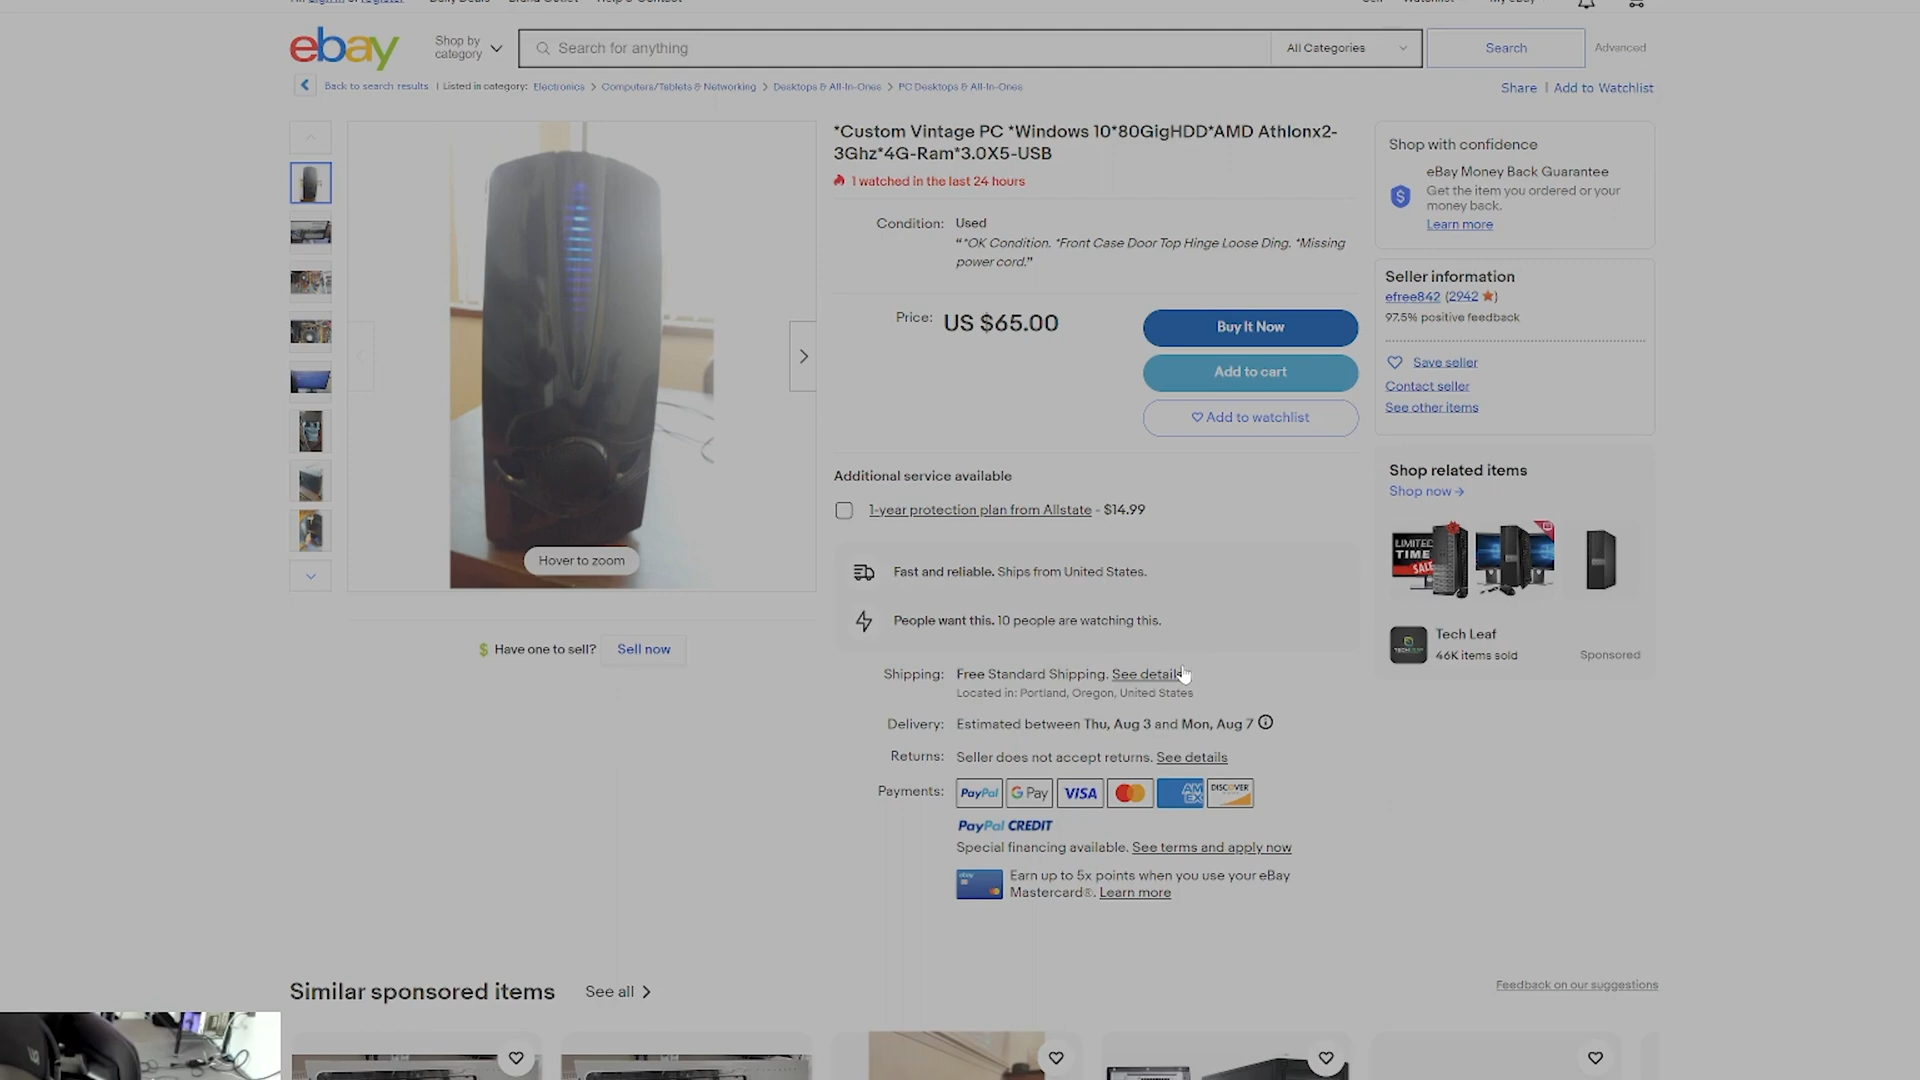 Daily Deals Brand Outlet Help & Contact
ebay
Shop by
category
Search for anything
All Categories
Search
Advanced
Back to search results | Listed in category: Electronics > Computers/Tablets & Networking > Desktops & All-In-Ones > PC Desktops & All-In-Ones
Share | Add to Watchlist
Hover to zoom
$ Have one to sell? Sell now
*Custom Vintage PC *Windows 10*80GigHDD*AMD Athlonx2-
3Ghz*4G-Ram*3.0X5-USB
1 watched in the last 24 hours
Condition: Used
“*OK Condition. *Front Case Door Top Hinge Loose Ding. *Missing
power cord.”
Price: US $65.00
Buy It Now
Add to cart
Add to watchlist
Additional service available
1-year protection plan from Allstate - $14.99
Fast and reliable. Ships from United States.
People want this. 10 people are watching this.
Shipping: Free Standard Shipping. See details
Located in: Portland, Oregon, United States
Delivery: Estimated between Thu, Aug 3 and Mon, Aug 7
Returns: Seller does not accept returns. See details
Payments: PayPal G Pay VISA AM EX DISCOVER
PayPal CREDIT
Special financing available. See terms and apply now
Earn up to 5x points when you use your eBay
Mastercard®. Learn more
Shop with confidence
eBay Money Back Guarantee
Get the item you ordered or your
money back.
Learn more
Seller information
efree842 (2942)
97.5% positive feedback
Save seller
Contact seller
See other items
Shop related items
Shop now
LIMITED
TIME
SALE
Tech Leaf
46K items sold
Sponsored
Similar sponsored items See all
Feedback on our suggestions